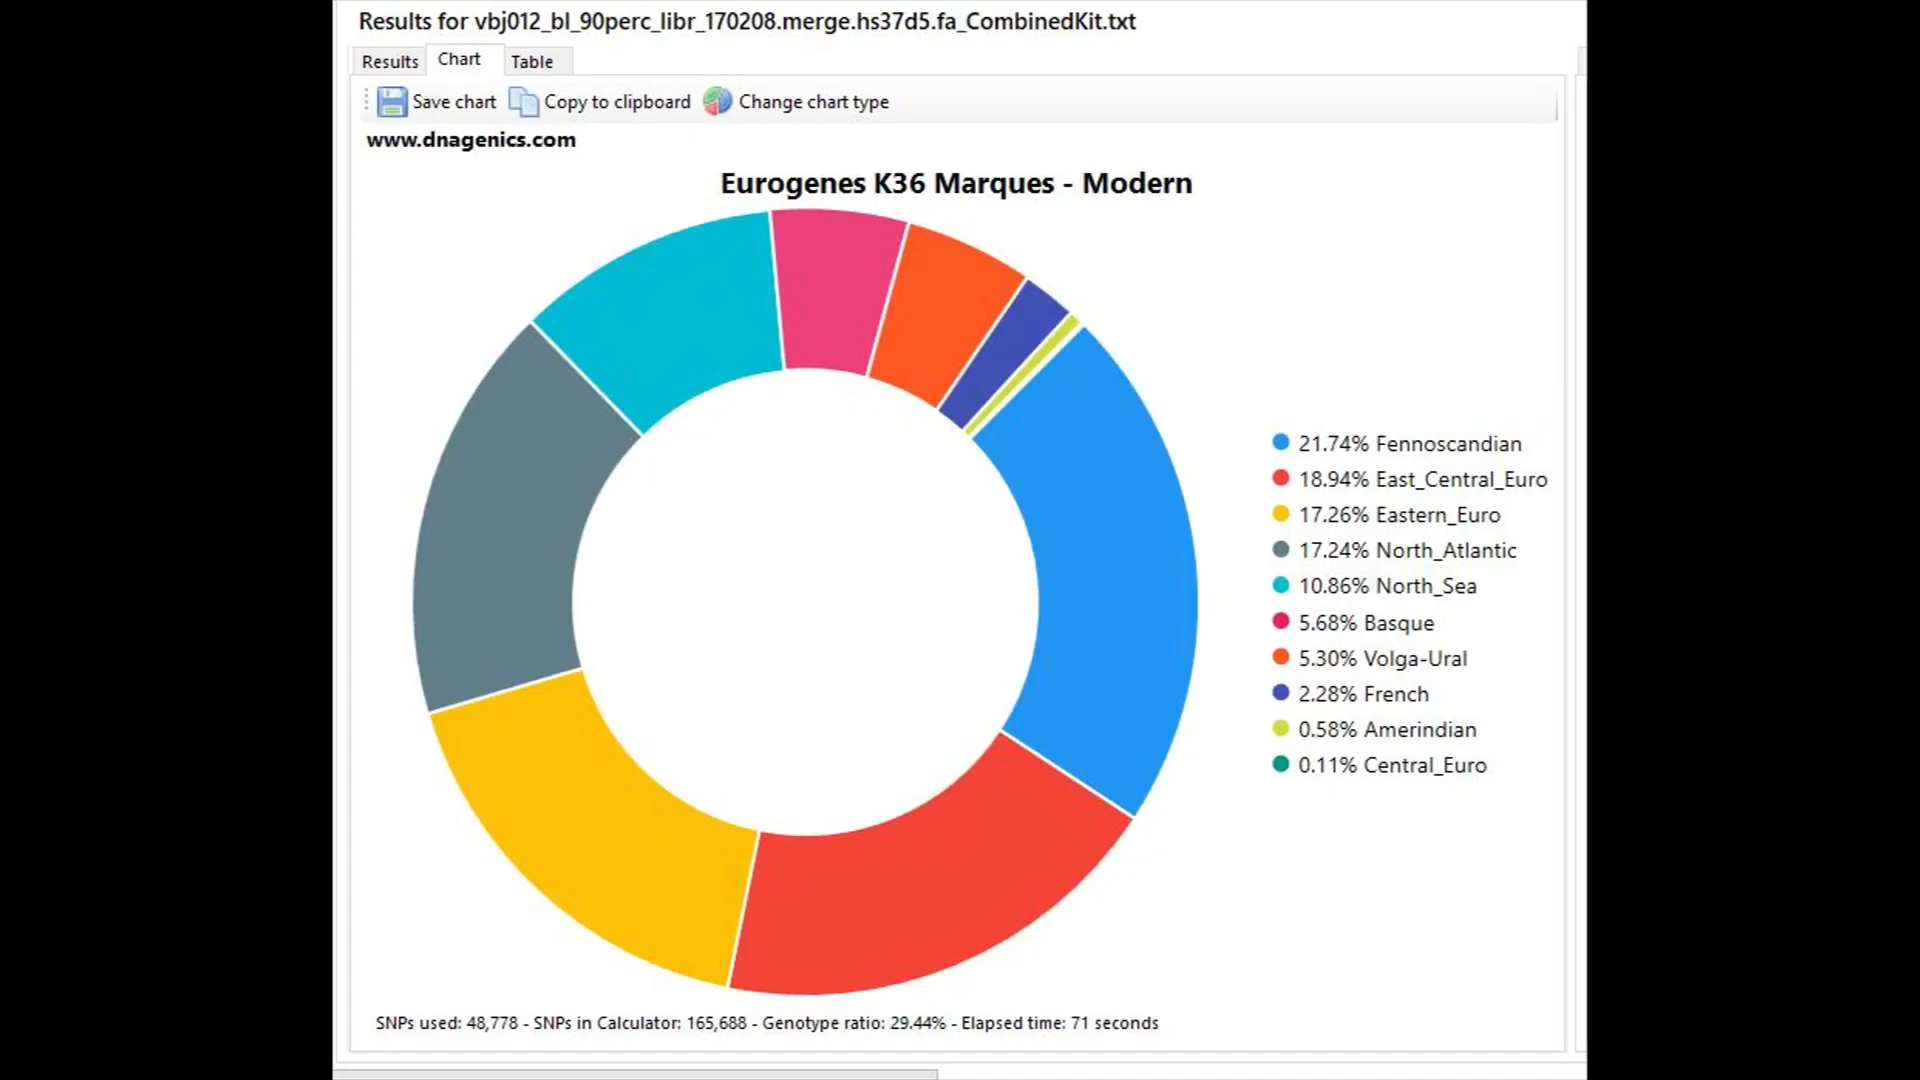 Results for vbj012_bl_90perc_libr_170208.merge.hs37d5.fa_CombinedKit.txt
Results Chart Table
Save chart Copy to clipboard Change chart type
www.dnagenics.com
Eurogenes K36 Marques - Modern
21.74% Fennoscandian
18.94% East_Central_Euro
17.26% Eastern_Euro
17.24% North_Atlantic
10.86% North_Sea
5.68% Basque
5.30% Volga-Ural
2.28% French
0.58% Amerindian
0.11% Central_Euro
SNPs used: 48,778 - SNPs in Calculator: 165,688 - Genotype ratio: 29.44% - Elapsed time: 71 seconds